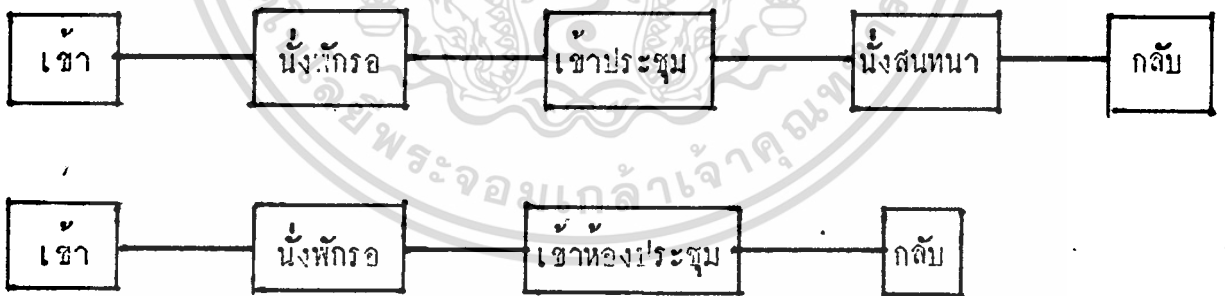 เข้า นั่งพักรอ เข้าประชุม นั่งสนทนา กลับ
เข้า นั่งพักรอ เข้าห้องประชุม กลับ